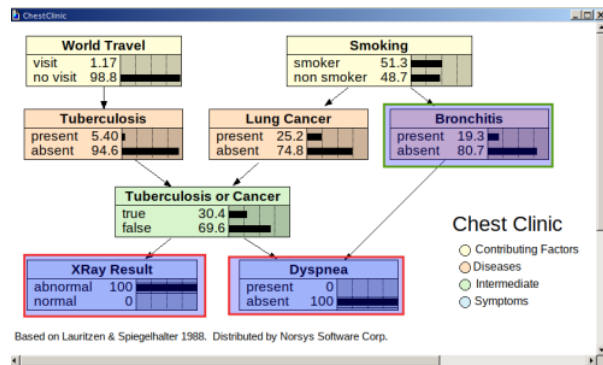 ChestClinic
World Travel
visit 1.17
no visit 98.8
Smoking
smoker 51.3
non smoker 48.7
Tuberculosis
present 5.40
absent 94.6
Lung Cancer
present 25.2
absent 74.8
Bronchitis
present 19.3
absent 80.7
Tuberculosis or Cancer
true 30.4
false 69.6
XRay Result
abnormal 100
normal 0
Dyspnea
present 0
absent 100
Chest Clinic
Contributing Factors
Diseases
Intermediate
Symptoms
Based on Lauritzen & Spiegelhalter 1988. Distributed by Norsys Software Corp.